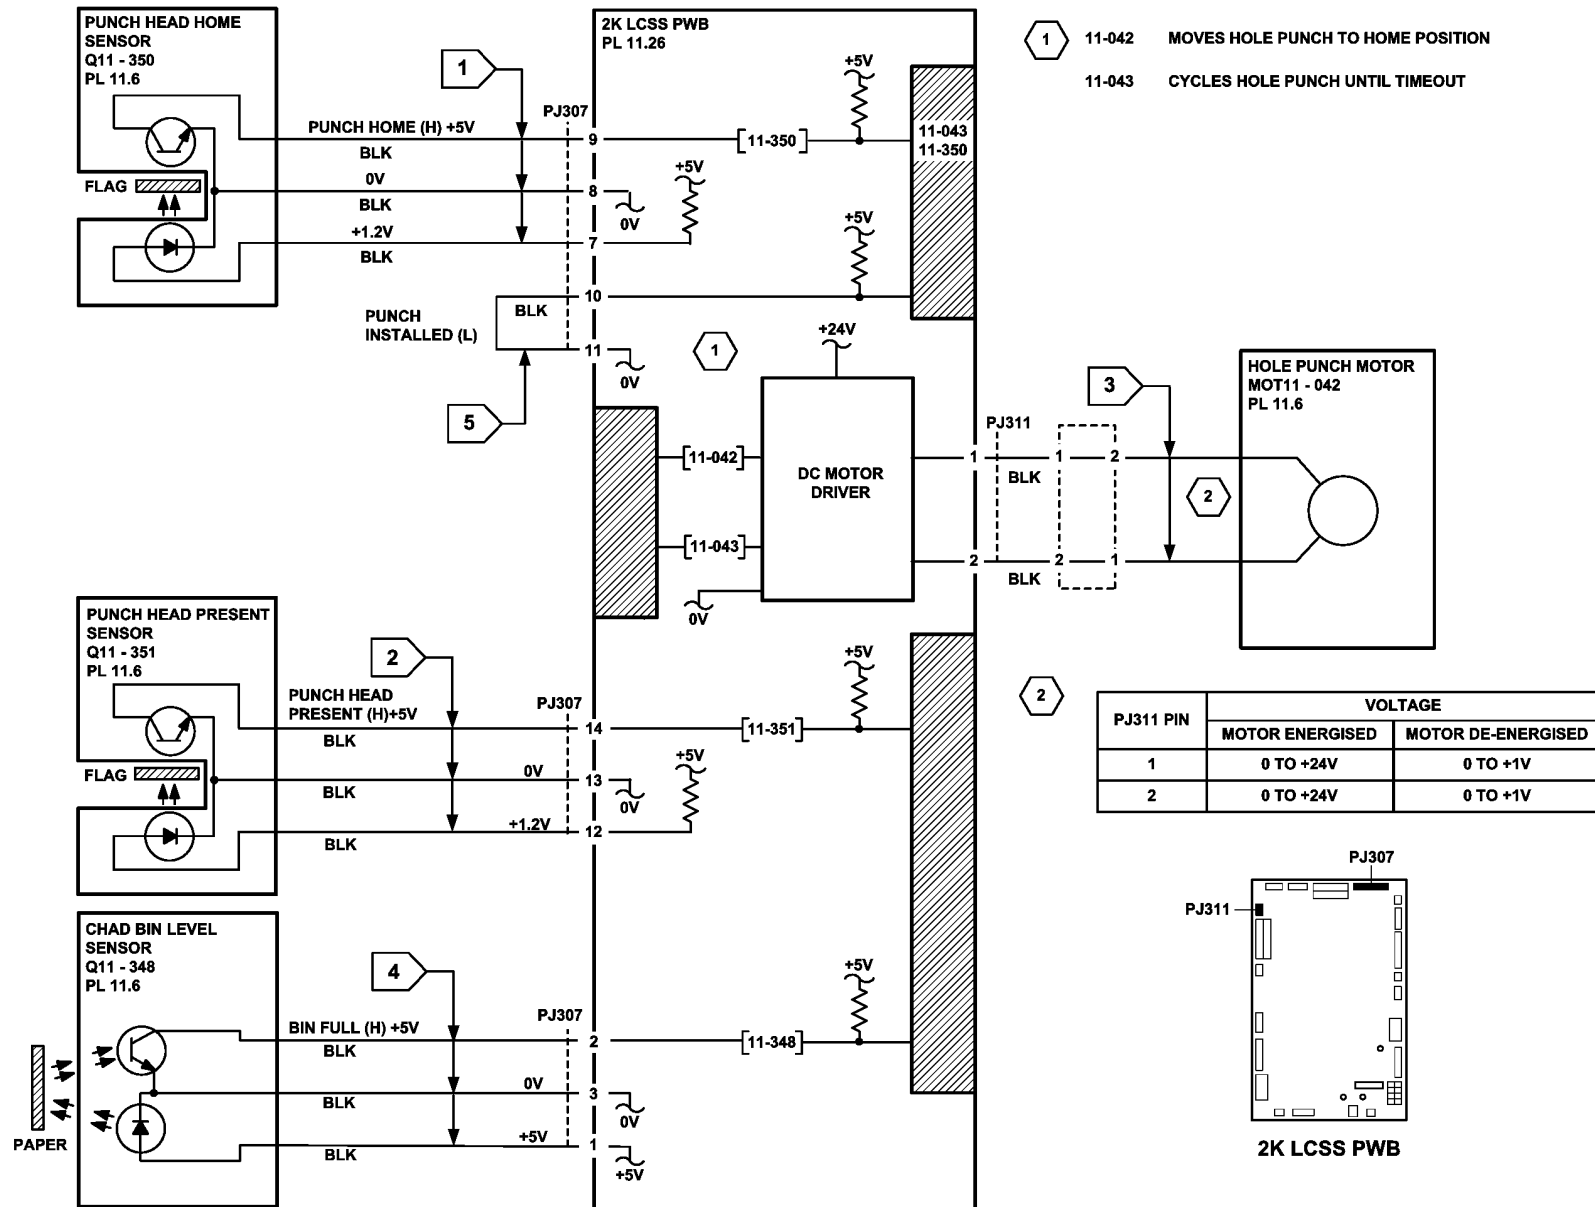 PUNCH HEAD HOME
SENSOR
Q11 - 350
PL 11.6
FLAG
PUNCH HOME (H) +5V
BLK
0V
BLK
+1.2V
BLK
1
PJ307
9
8
7
10
11
PUNCH
INSTALLED (L)
BLK
5
2K LCSS PWB
PL 11.26
[11-350]
+5V
+5V
0V
+5V
0V
11-043
11-350
1
+24V
[11-042]
[11-043]
0V
DC MOTOR
DRIVER
1
2
PJ311
BLK
BLK
1
2
2
1
3
2
HOLE PUNCH MOTOR
MOT11 - 042
PL 11.6
1
11-042 MOVES HOLE PUNCH TO HOME POSITION
11-043 CYCLES HOLE PUNCH UNTIL TIMEOUT
PUNCH HEAD PRESENT
SENSOR
Q11 - 351
PL 11.6
FLAG
2
PUNCH HEAD
PRESENT (H)+5V
BLK
0V
BLK
+1.2V
BLK
PJ307
14
13
12
[11-351]
+5V
+5V
0V
CHAD BIN LEVEL
SENSOR
Q11 - 348
PL 11.6
PAPER
4
BIN FULL (H) +5V
BLK
0V
BLK
+5V
BLK
PJ307
2
3
1
[11-348]
+5V
0V
+5V
2
PJ311 PIN VOLTAGE
MOTOR ENERGISED MOTOR DE-ENERGISED
1 0 TO +24V 0 TO +1V
2 0 TO +24V 0 TO +1V
PJ307
PJ311
2K LCSS PWB